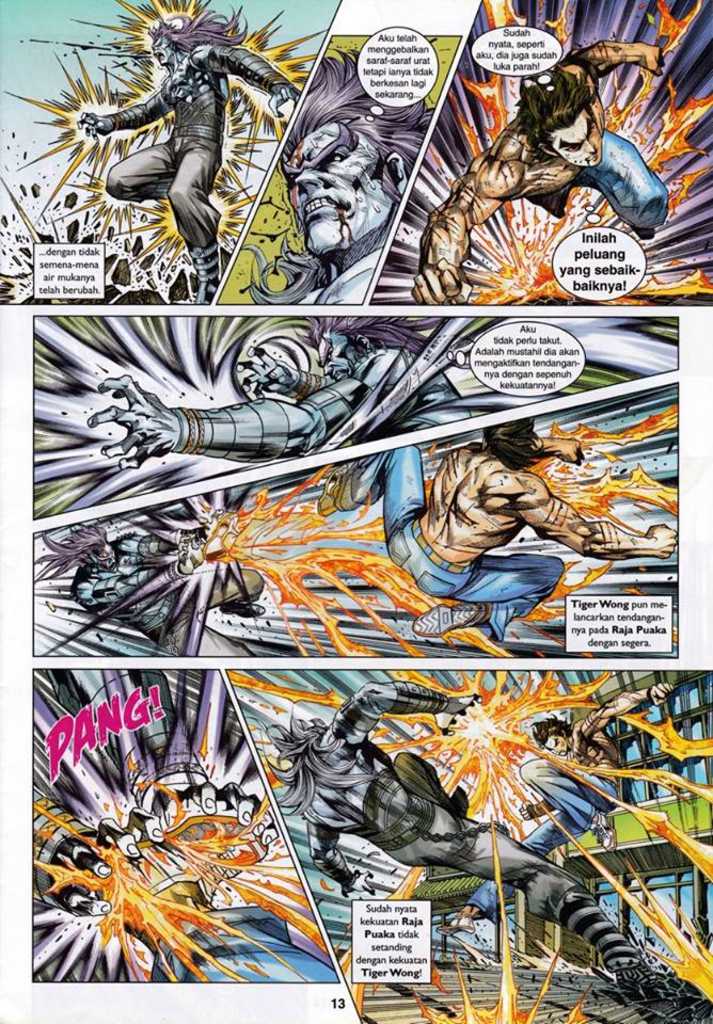 ...dengan tidak
semena-mena
air mukanya
telah berubah.
Aku telah
menggebalkan
saraf-saraf urat
tetapi ianya tidak
berkesan lagi
sekarang...
Sudah
nyata, seperti
aku, dia juga sudah
luka parah!
Inilah
peluang
yang sebaik-
baiknya!
Aku
tidak perlu takut.
Adalah mustahil dia akan
mengaktifkan tendangan-
nya dengan sepenuh
kekuatannya!
Tiger Wong pun me-
lancarkan tendangan-
nya pada Raja Puaka
dengan segera.
PANG!
Sudah nyata
kekuatan Raja
Puaka tidak
setanding
dengan kekuatan
Tiger Wong!
13